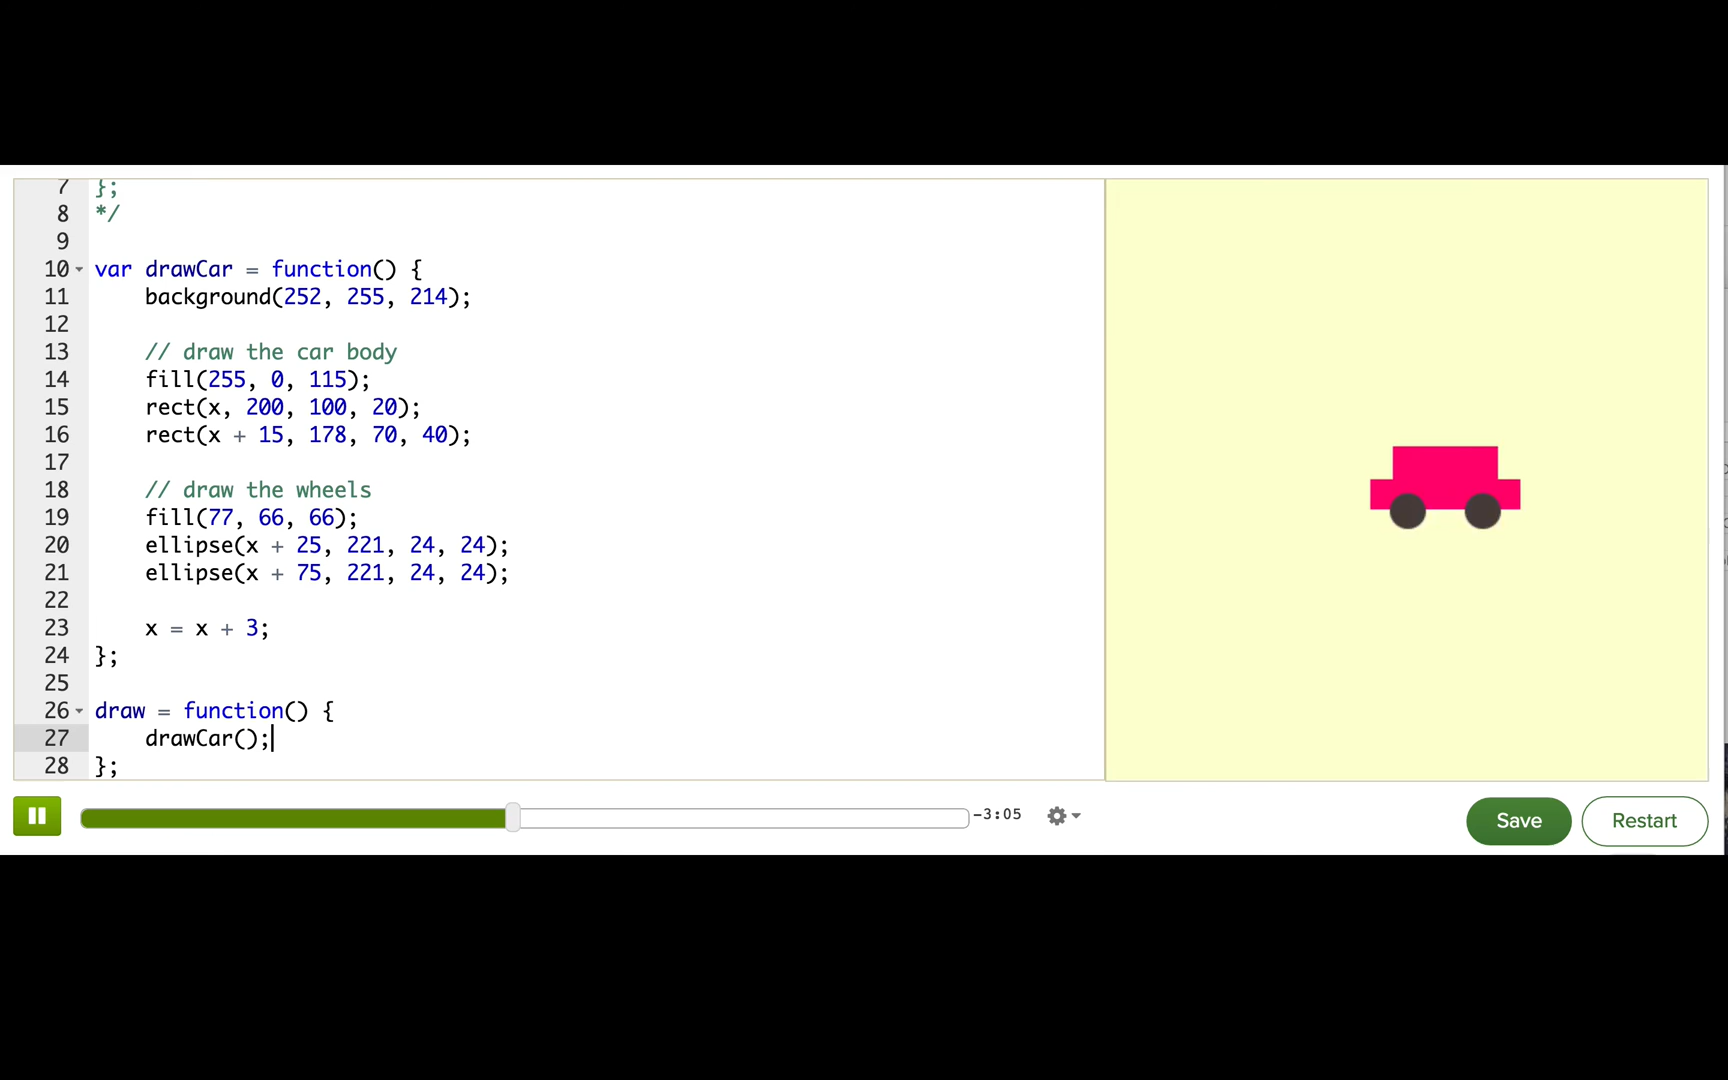 7 };
8 */
9
10 var drawCar = function() {
11 background(252, 255, 214);
12
13 // draw the car body
14 fill(255, 0, 115);
15 rect(x, 200, 100, 20);
16 rect(x + 15, 178, 70, 40);
17
18 // draw the wheels
19 fill(77, 66, 66);
20 ellipse(x + 25, 221, 24, 24);
21 ellipse(x + 75, 221, 24, 24);
22
23 x = x + 3;
24 };
25
26 draw = function() {
27 drawCar();
28 };
-3:05
Save
Restart